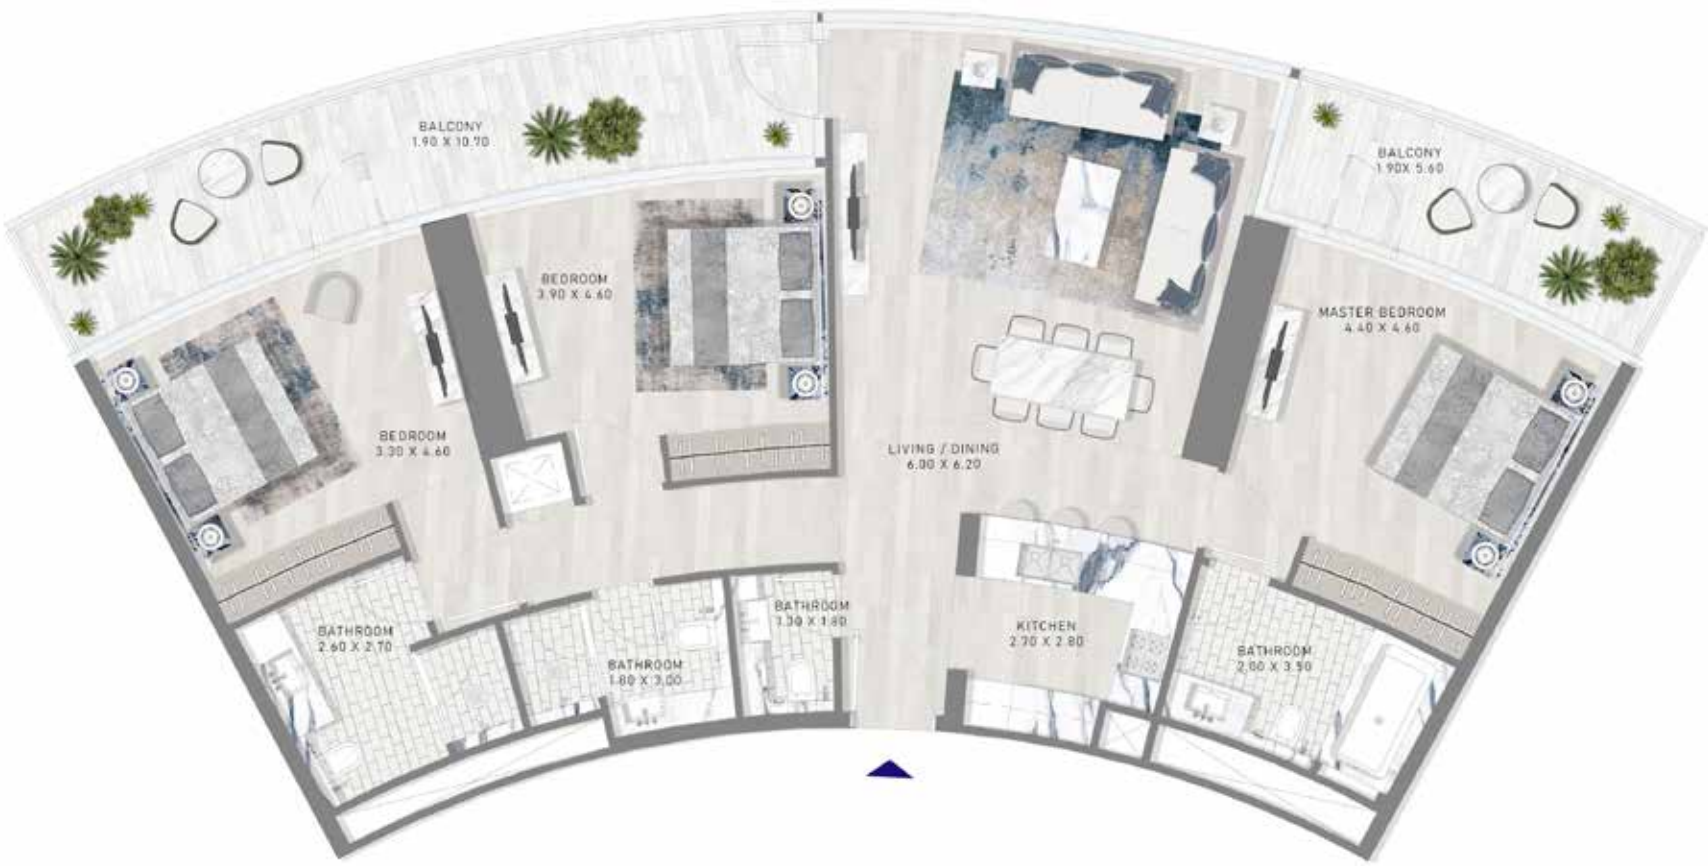 BALCONY
1.90 X 10.70
BALCONY
1.90X 5.60
BEDROOM
3.90 X 4.60
MASTER BEDROOM
4.40 X 4.60
BEDROOM
3.30 X 4.60
LIVING / DINING
6.00 X 6.20
BATHROOM
2.60 X 2.70
BATHROOM
1.80 X 3.00
BATHROOM
1.30 X 1.80
KITCHEN
2.70 X 2.80
BATHROOM
2.00 X 3.50